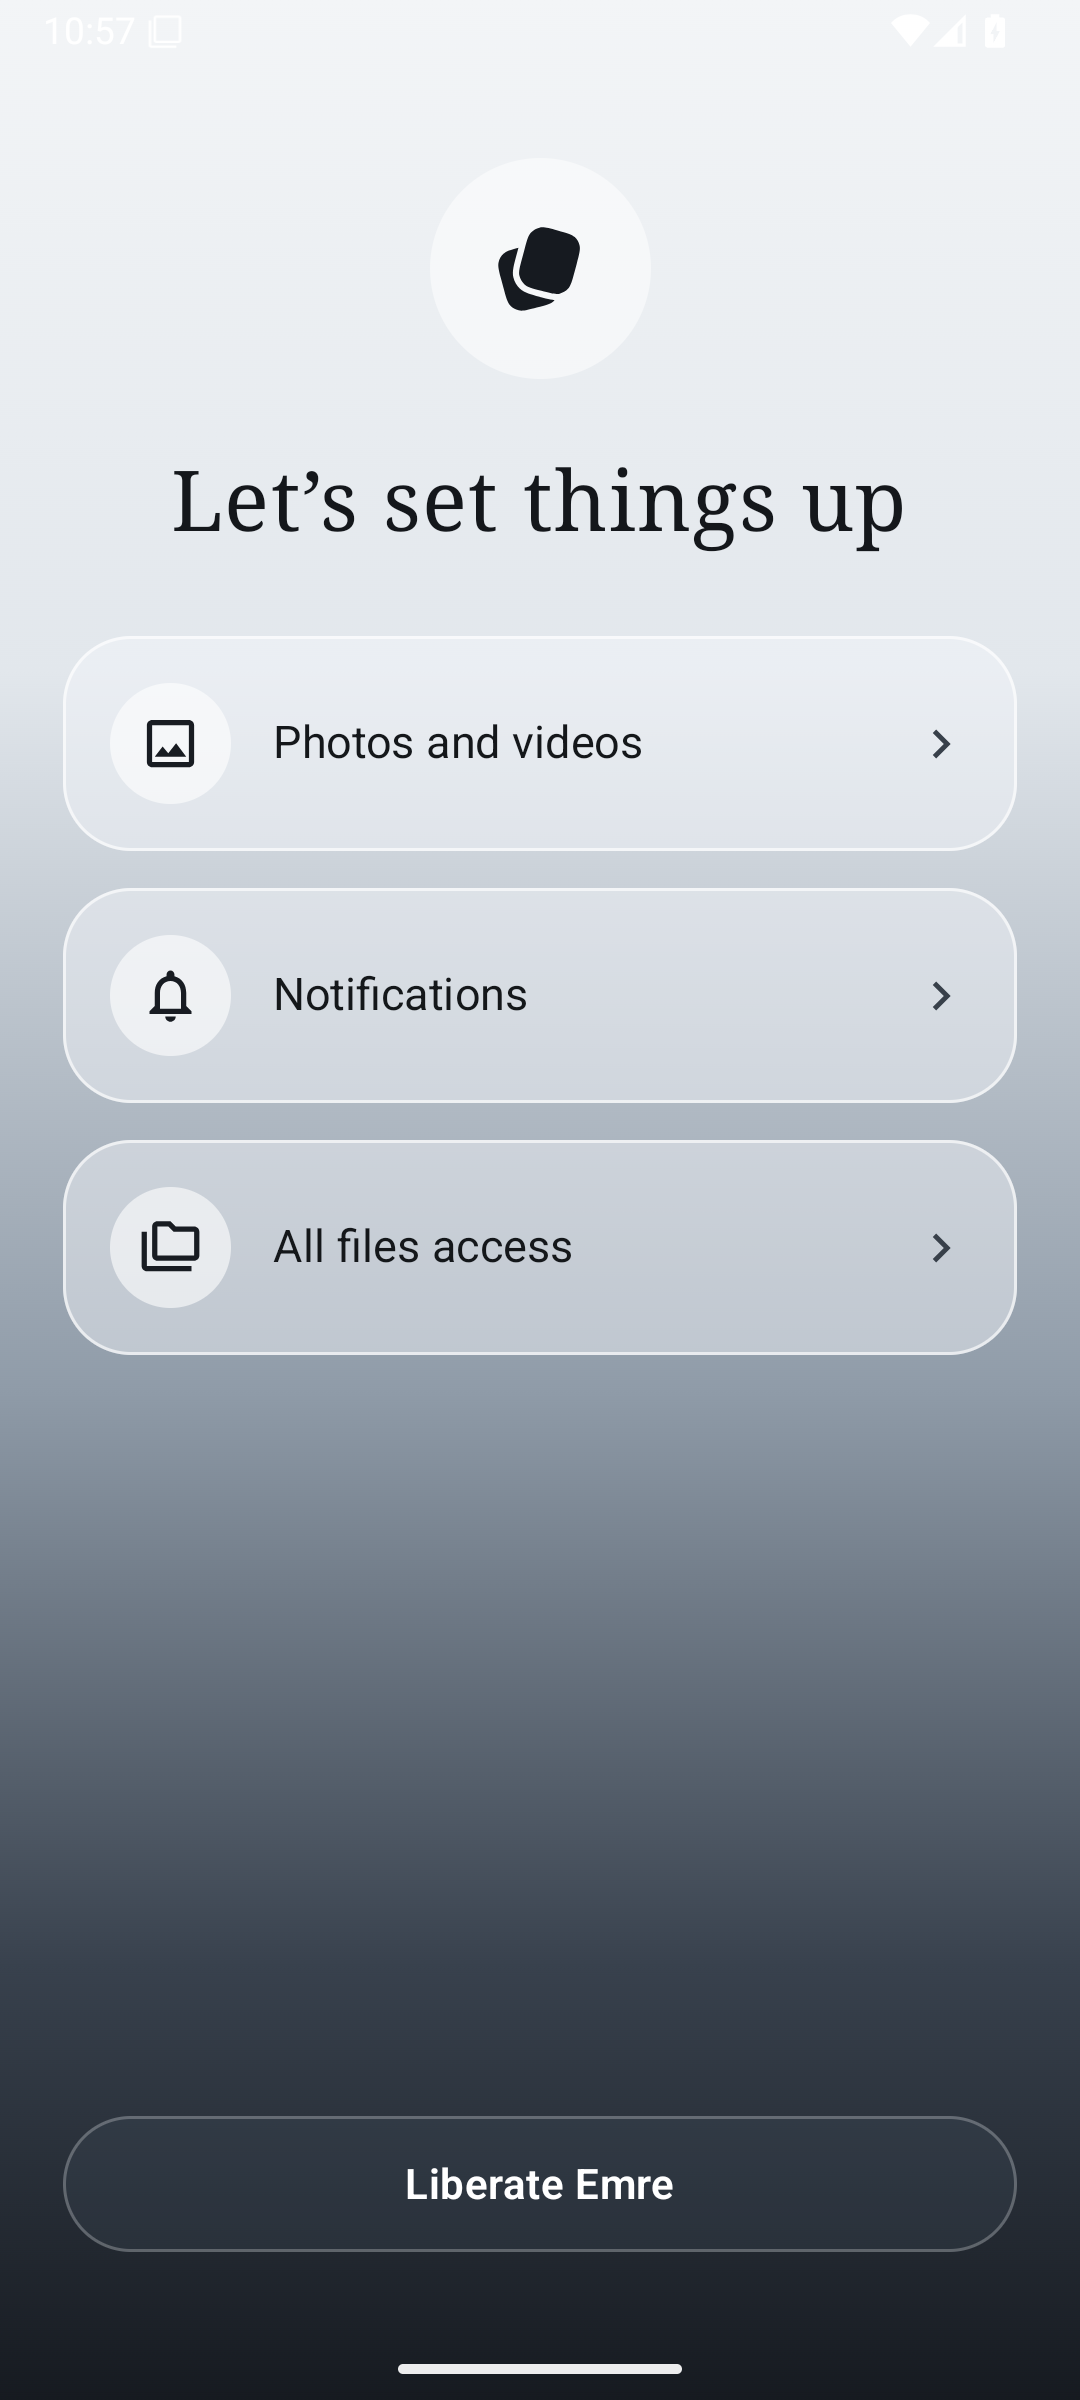 10:57
Let’s set things up
Photos and videos
Notifications
All files access
Liberate Emre